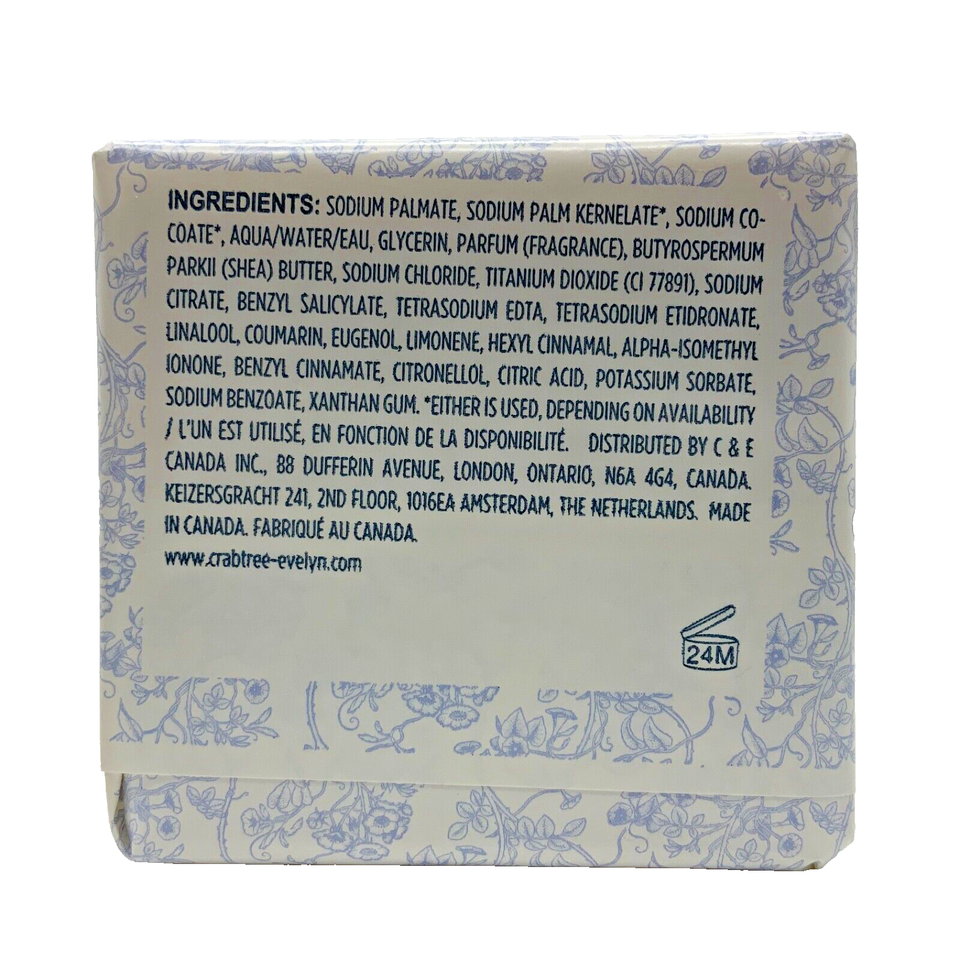 INGREDIENTS: SODIUM PALMATE, SODIUM PALM KERNELATE*, SODIUM CO-
COATE*, AQUA/WATER/EAU, GLYCERIN, PARFUM (FRAGRANCE), BUTYROSPERMUM
PARKII (SHEA) BUTTER, SODIUM CHLORIDE, TITANIUM DIOXIDE (CI 77891), SODIUM
CITRATE, BENZYL SALICYLATE, TETRASODIUM EDTA, TETRASODIUM ETIDRONATE,
LINALOOL, COUMARIN, EUGENOL, LIMONENE, HEXYL CINNAMAL, ALPHA-ISOMETHYL
IONONE, BENZYL CINNAMATE, CITRONELLOL, CITRIC ACID, POTASSIUM SORBATE,
SODIUM BENZOATE, XANTHAN GUM. *EITHER IS USED, DEPENDING ON AVAILABILITY
/ L'UN EST UTILISÉ, EN FONCTION DE LA DISPONIBILITÉ. DISTRIBUTED BY C & E
CANADA INC., 88 DUFFERIN AVENUE, LONDON, ONTARIO, N6A 4G4, CANADA.
KEIZERSGRACHT 241, 2ND FLOOR, 1016EA AMSTERDAM, THE NETHERLANDS. MADE
IN CANADA. FABRIQUÉ AU CANADA.
www.crabtree-evelyn.com
24M